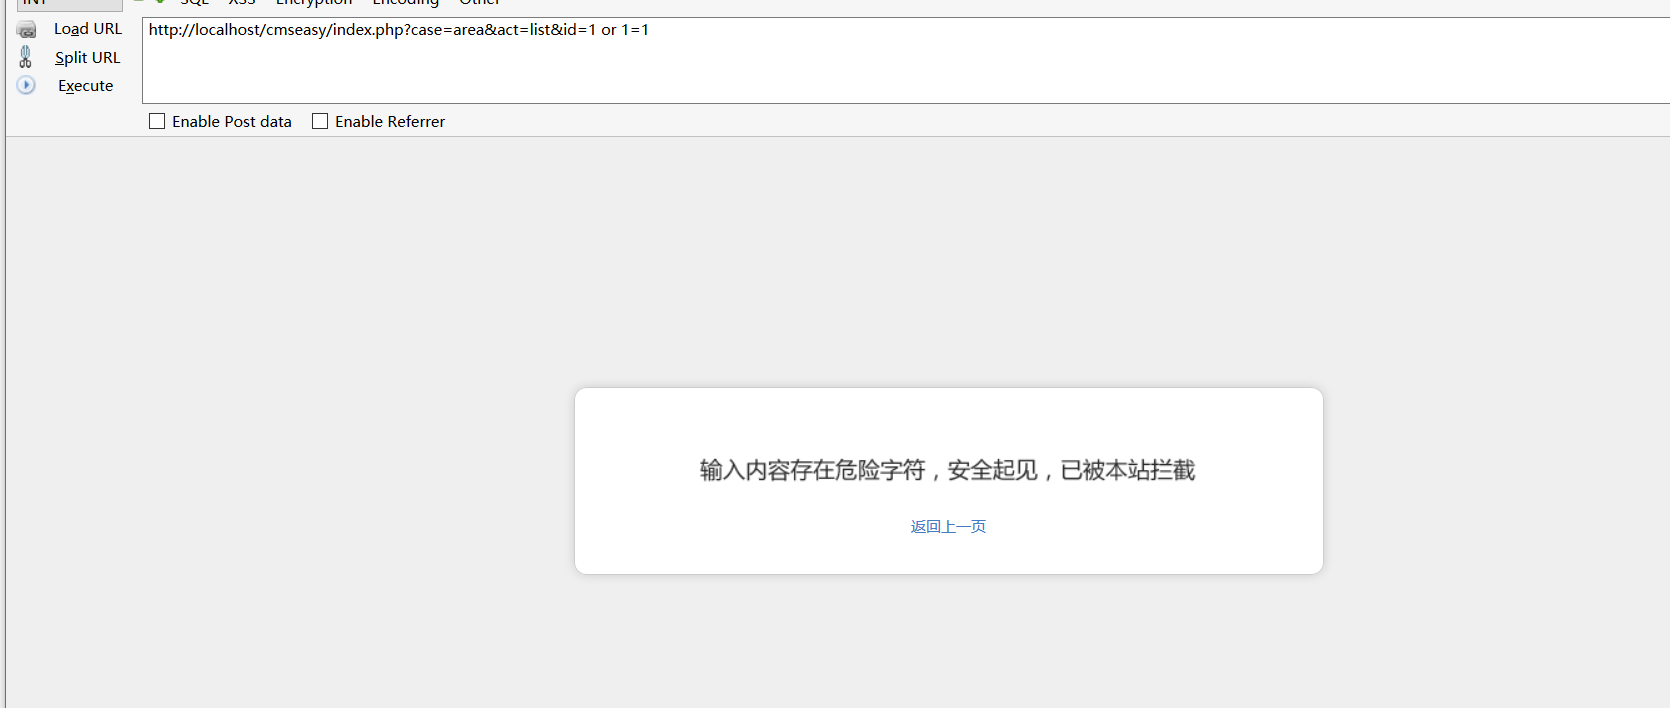 INT SQL XSS Encryption Encoding Other
Load URL
http://localhost/cmseasy/index.php?case=area&act=list&id=1 or 1=1
Split URL
Execute
Enable Post data Enable Referrer
输入内容存在危险字符，安全起见，已被本站拦截
返回上一页